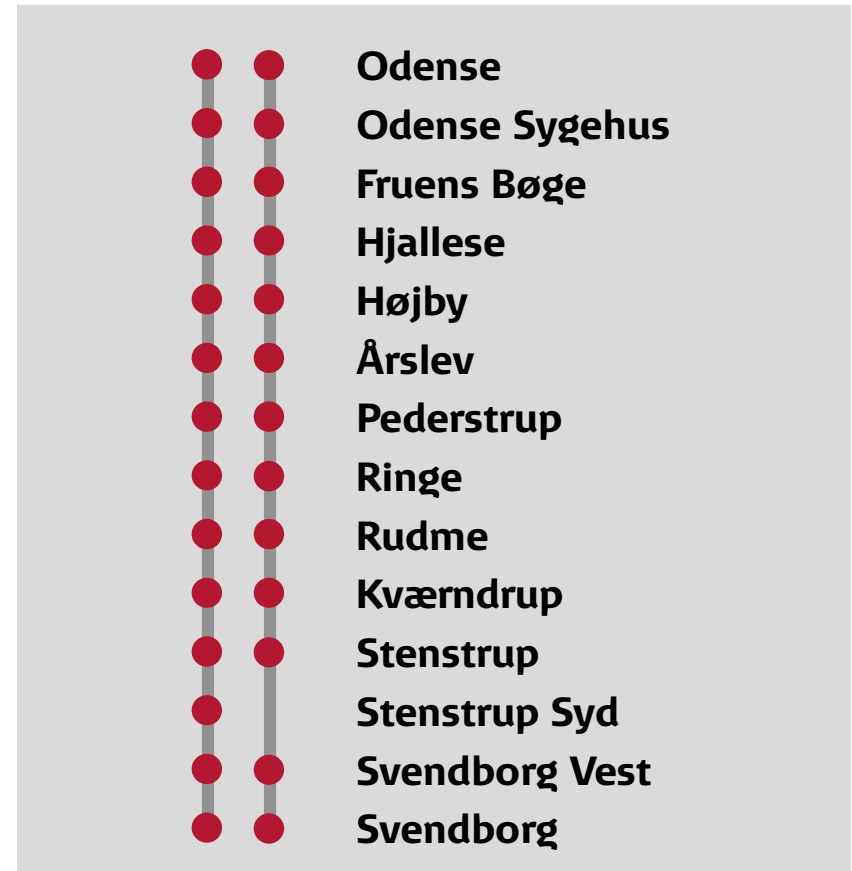 Odense
Odense Sygehus
Fruens Bøge
Hjallese
Højby
Årslev
Pederstrup
Ringe
Rudme
Kværndrup
Stenstrup
Stenstrup Syd
Svendborg Vest
Svendborg